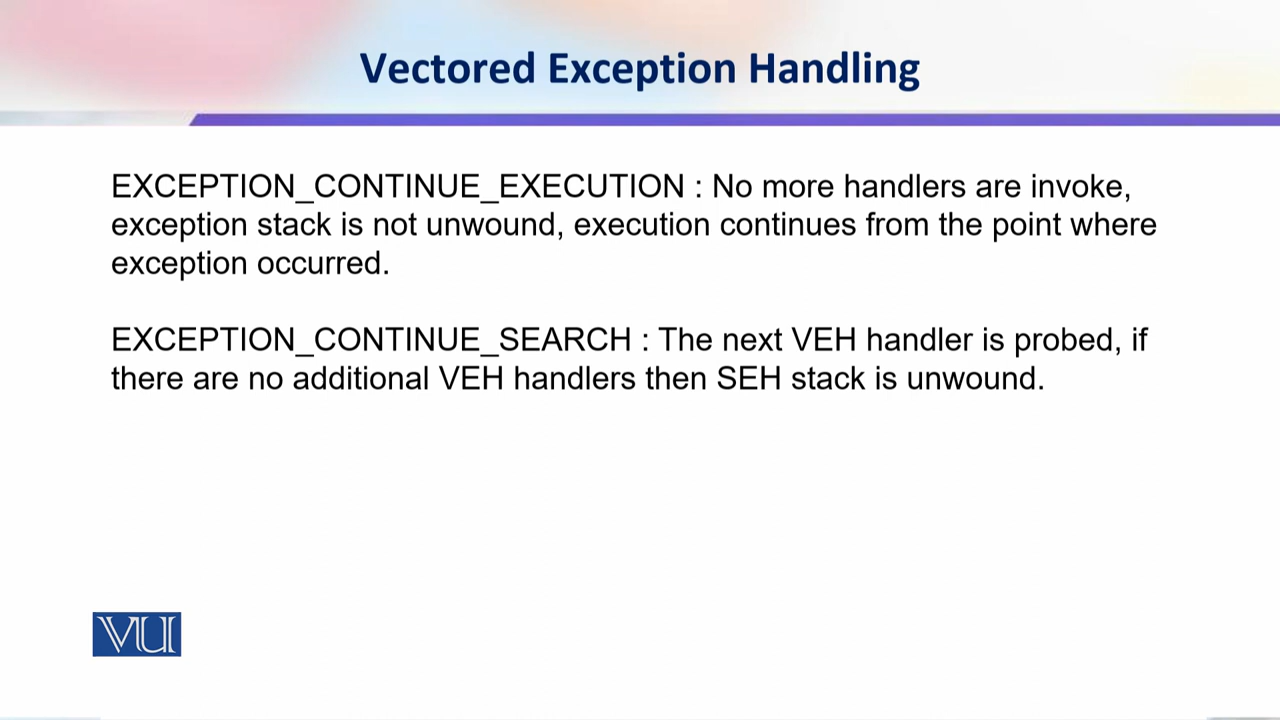 Vectored Exception Handling
EXCEPTION_CONTINUE_EXECUTION : No more handlers are invoke,
exception stack is not unwound, execution continues from the point where
exception occurred.
EXCEPTION_CONTINUE_SEARCH : The next VEH handler is probed, if
there are no additional VEH handlers then SEH stack is unwound.
VU